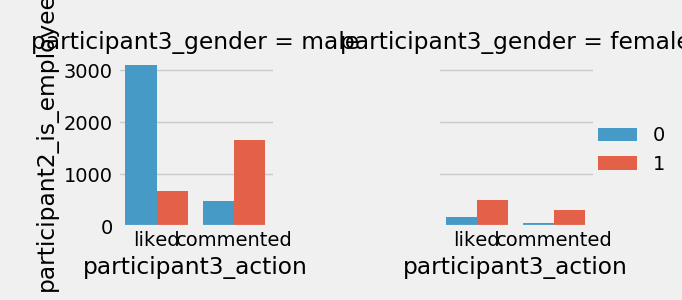 participant3_gender = male
participant3_gender = female
participant2_is_employee
3000
2000
1000
0
liked
commented
liked
commented
participant3_action
participant3_action
0
1